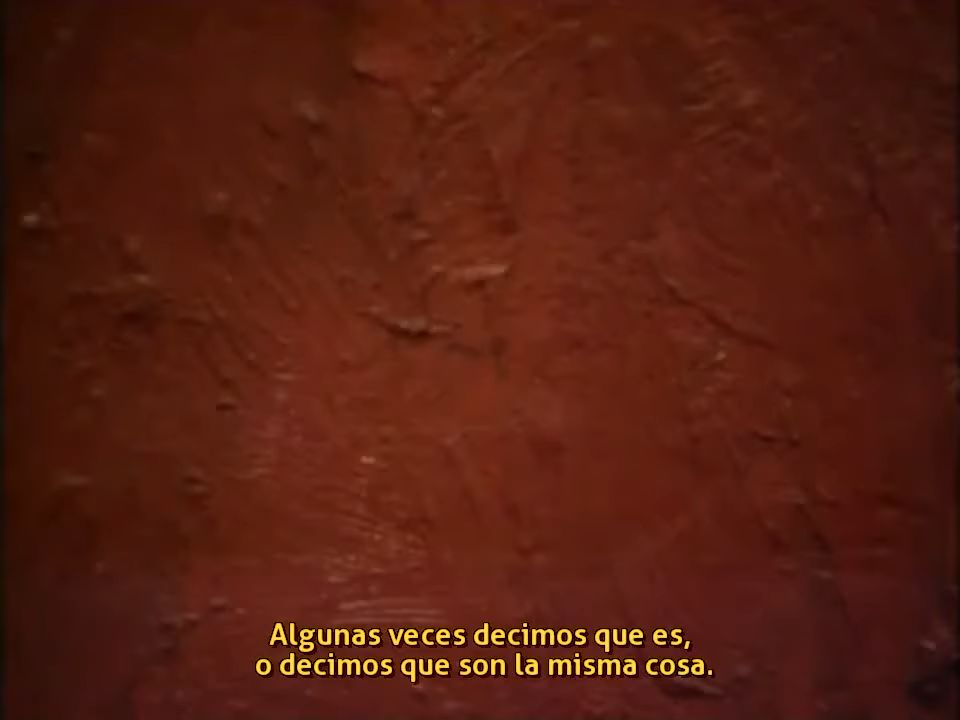 Algunas veces decimos que es,
o decimos que son la misma cosa.